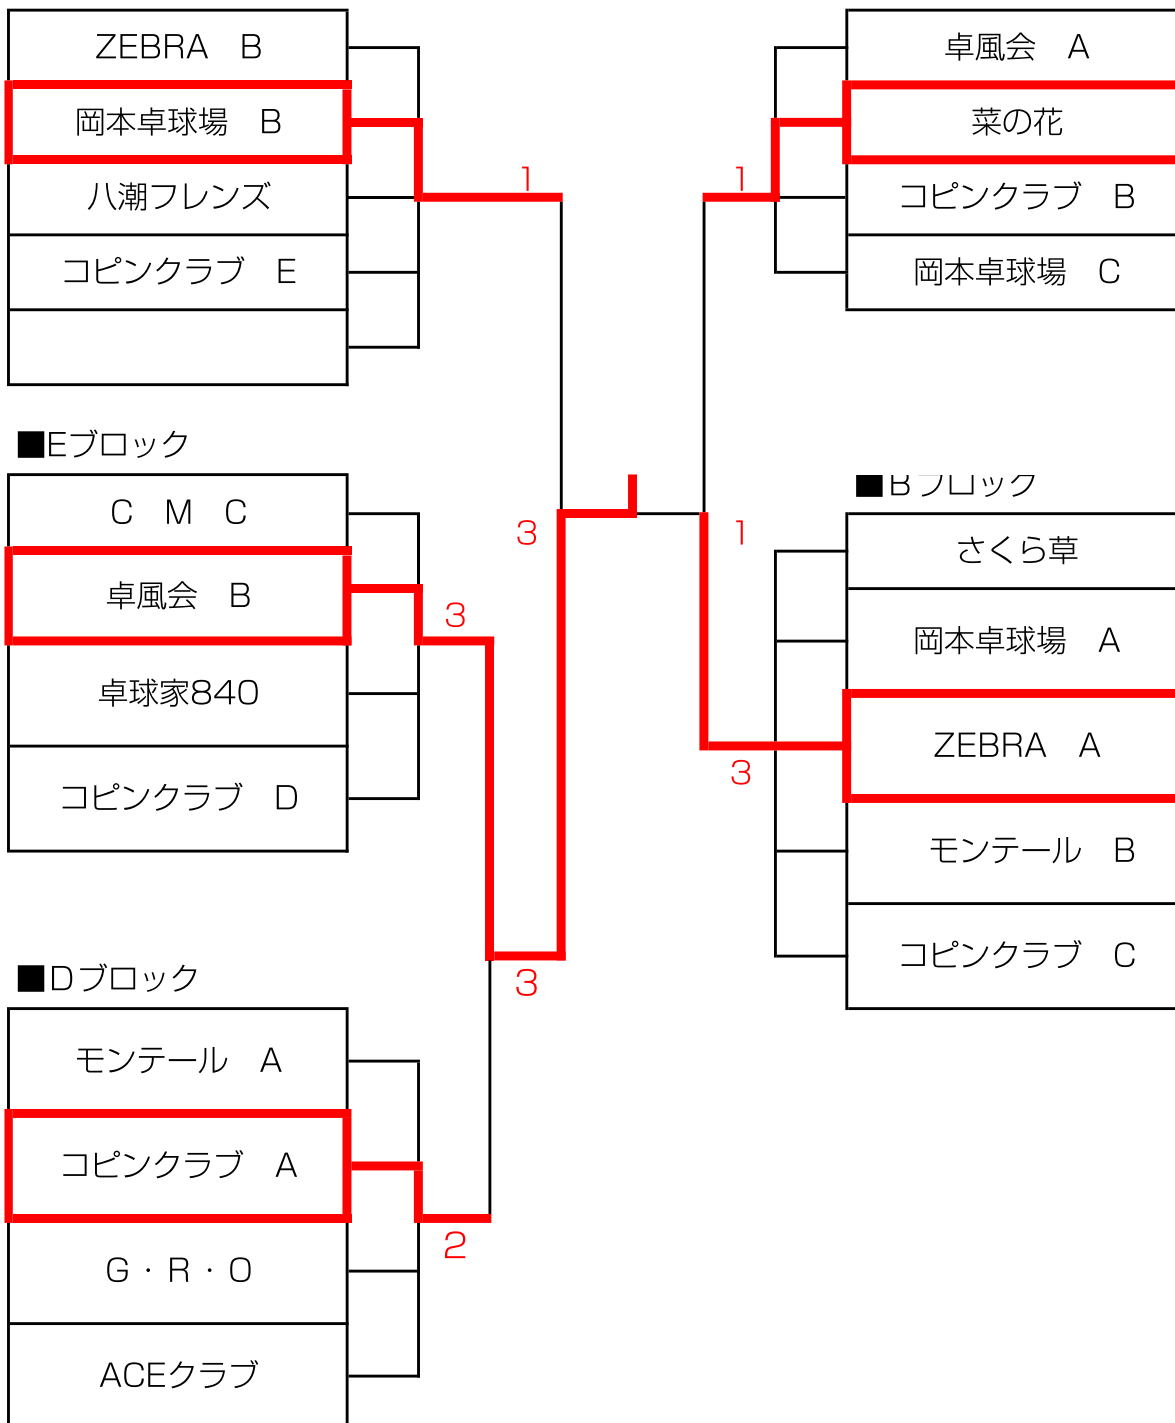 ZEBRA　B
岡本卓球場　B
八潮フレンズ
コピンクラブ　E
1
■Eブロック
C　M　C
卓風会　B
卓球家840
コピンクラブ　D
3
3
3
■Dブロック
モンテール　A
コピンクラブ　A
G・R・O
ACEクラブ
2
卓風会　A
菜の花
コピンクラブ　B
岡本卓球場　C
1
■Bブロック
さくら草
岡本卓球場　A
ZEBRA　A
モンテール　B
コピンクラブ　C
1
3